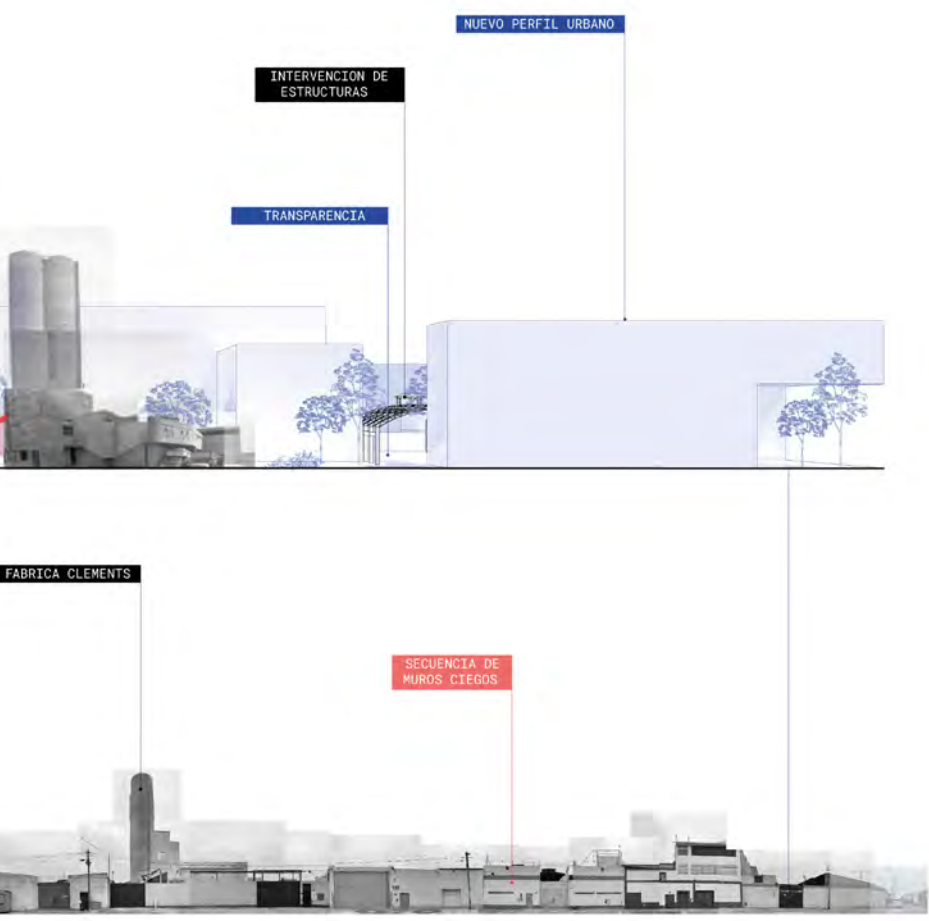 NUEVO PERFIL URBANO
INTERVENCION DE
ESTRUCTURAS
TRANSPARENCIA
FABRICA CLEMENTS
SECUENCIA DE
MUROS CIEGOS